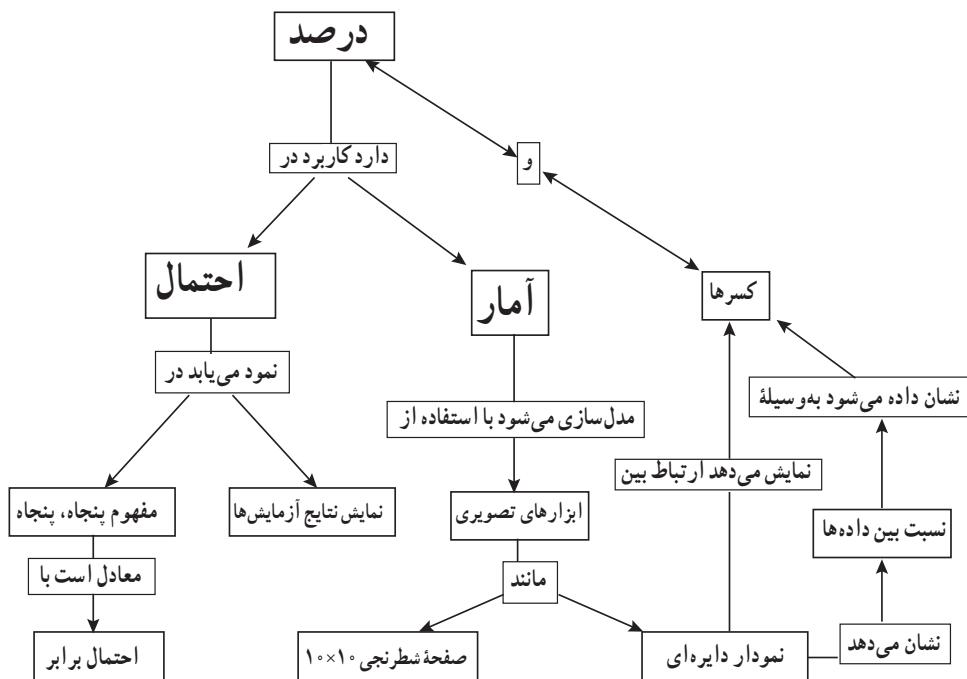 درصد
دارد کاربرد در
و
احتمال
آمار
کسرها
نمود می‌یابد در
نشان داده می‌شود به‌وسیلهٔ
مدل‌سازی می‌شود با استفاده از
نمایش می‌دهد ارتباط بین
مفهوم پنجاه، پنجاه
نمایش نتایج آزمایش‌ها
ابزارهای تصویری
نسبت بین داده‌ها
معادل است با
مانند
احتمال برابر
صفحهٔ شطرنجی ۱۰×۱۰
نمودار دایره‌ای
نشان می‌دهد